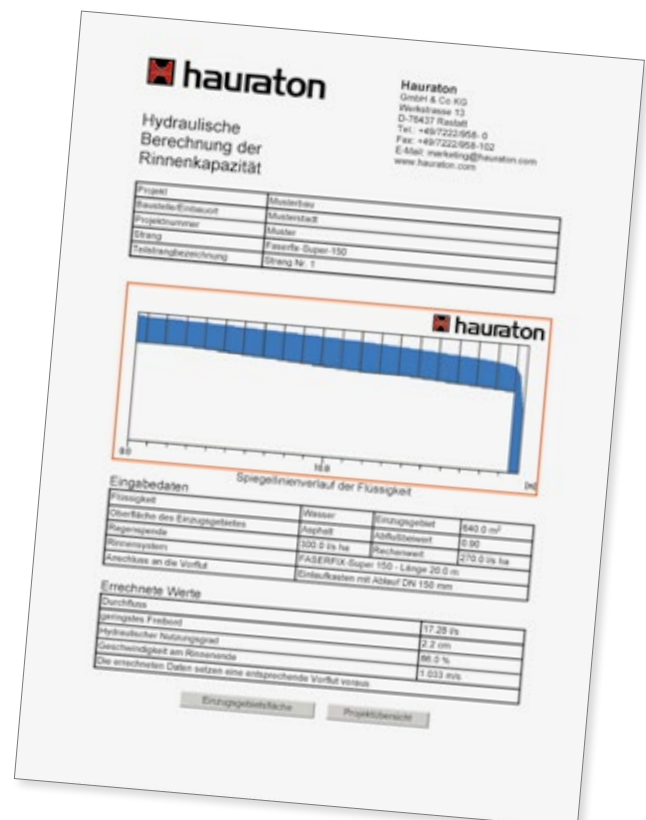 hauraton
Hauraton
GmbH & Co KG
Werkstrasse 13
D-76437 Rastatt
Tel.: +49/7222/958- 0
Fax: +49/7222/958-102
E-Mail: marketing@hauraton.com
www.hauraton.com
Hydraulische
Berechnung der
Rinnenkapazität
Projekt Musterbau
Baustelle/Einbauort Musterstadt
Projektnummer Muster
Strang Faserfix-Super-150
Teilstrangbezeichnung Strang Nr. 1
hauraton
0.0 10.0 [m]
Spiegellinienverlauf der Flüssigkeit
Eingabedaten
Flüssigkeit Wasser Einzugsgebiet 640.0 m²
Oberfläche des Einzugsgebietes Asphalt Abflußbeiwert 0.90
Regenspende 300.0 l/s ha Rechenwert 270.0 l/s ha
Rinnensystem FASERFIX-Super 150 - Länge 20.0 m
Anschluss an die Vorflut Einlaufkasten mit Ablauf DN 150 mm
Errechnete Werte
Durchfluss 17.28 l/s
geringstes Freibord 2.2 cm
Hydraulischer Nutzungsgrad 86.0 %
Geschwindigkeit am Rinnenende 1.033 m/s
Die errechneten Daten setzen eine entsprechende Vorflut voraus
Einzugsgebietsfläche Projektübersicht